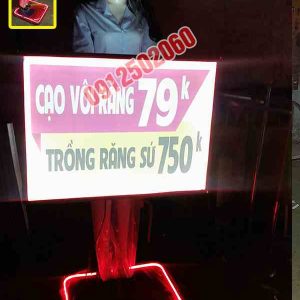 0912502060
CẠO VÔI RĂNG 79k
TRỒNG RĂNG SỨ 750k